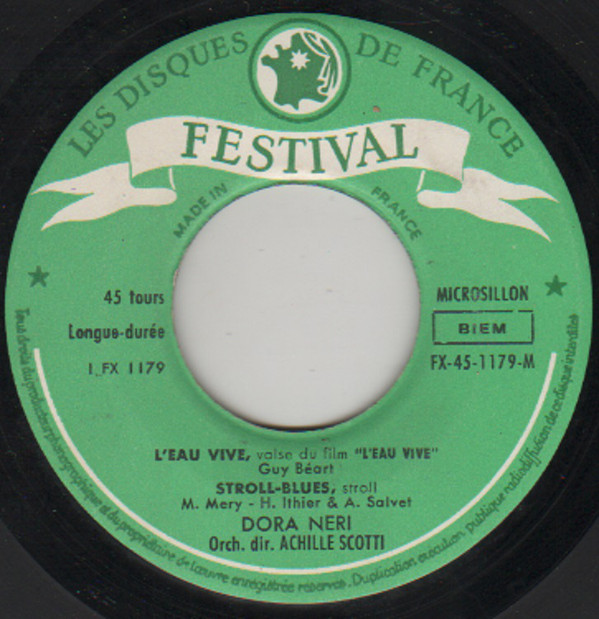 LES DISQUES DE FRANCE
FESTIVAL
MADE IN FRANCE
45 tours
Longue-durée
1 FX 1179
MICROSILLON
BIEM
FX-45-1179-M
L'EAU VIVE, valse du film "L'EAU VIVE"
Guy Béart
STROLL-BLUES, stroll
M. Mery - H. Ithier & A. Salvet
DORA NERI
Orch. dir. ACHILLE SCOTTI
Tous droits du producteur phonographique et du propriétaire de l'œuvre enregistrée réservés. Duplication exécution publique radiodiffusion de ce disque interdites